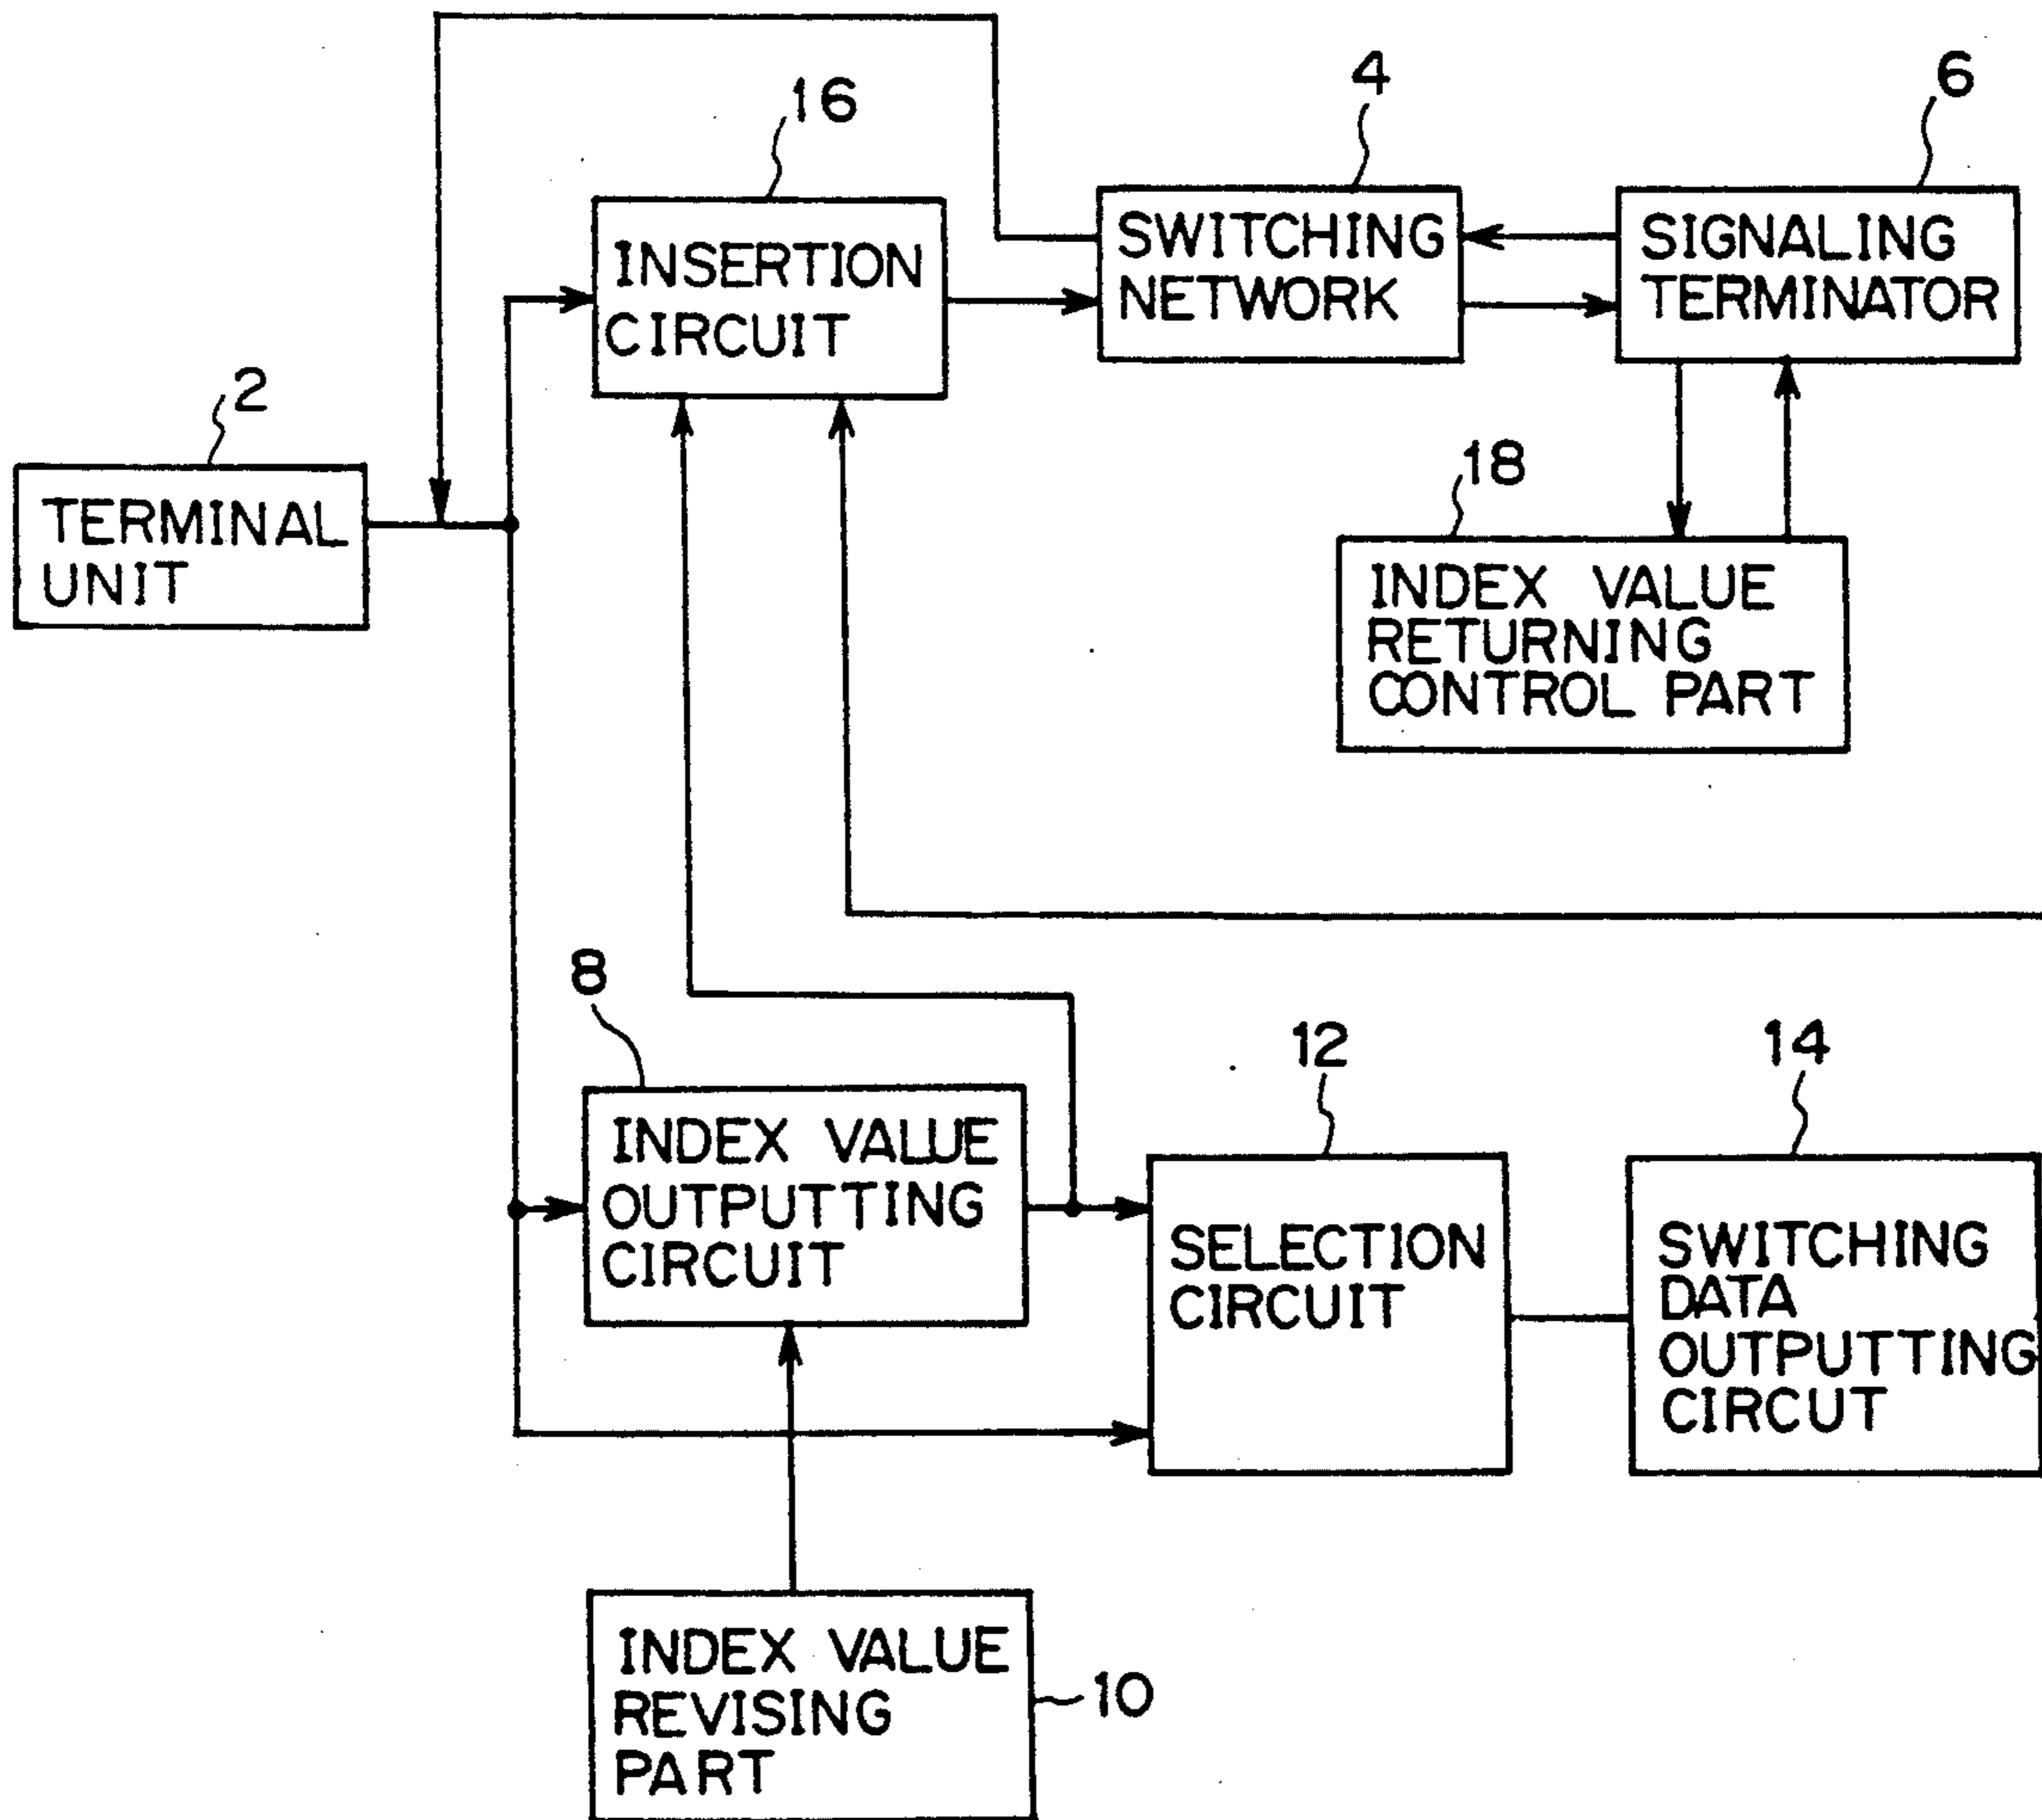 4
6
16
SWITCHING
NETWORK
SIGNALING
TERMINATOR
INSERTION
CIRCUIT
2
TERMINAL
UNIT
18
INDEX VALUE
RETURNING
CONTROL PART
8
INDEX VALUE
OUTPUTTING
CIRCUIT
12
SELECTION
CIRCUIT
14
SWITCHING
DATA
OUTPUTTING
CIRCUT
INDEX VALUE
REVISING
PART
10